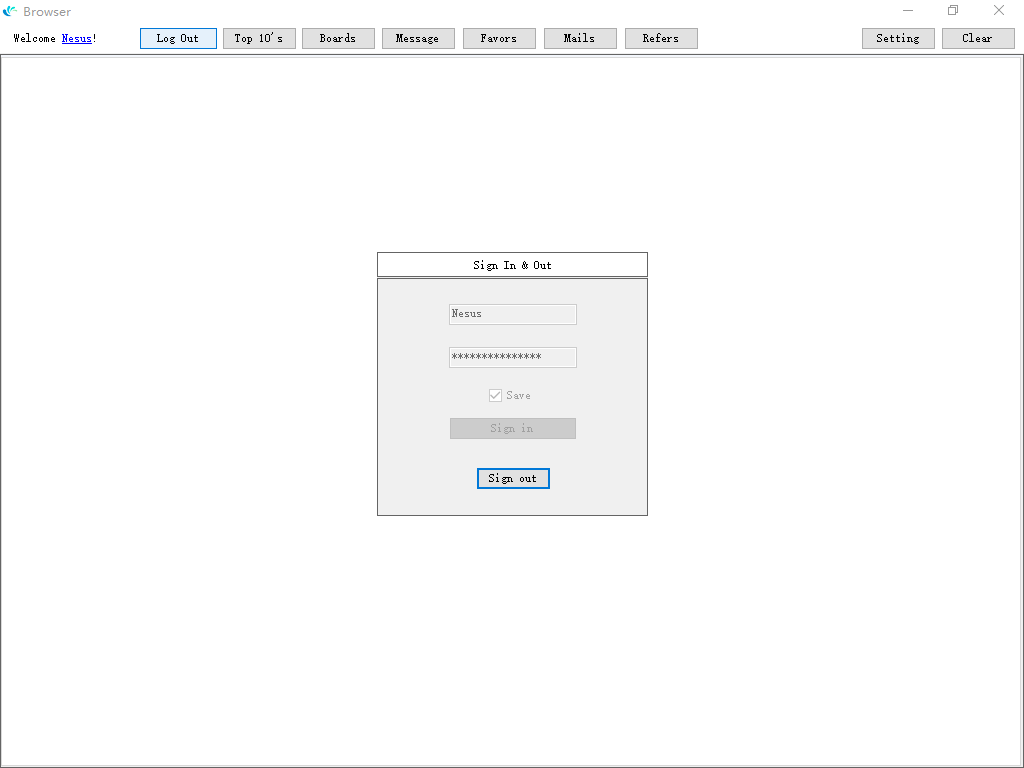 Browser
Welcome Nesus!
Log Out
Top 10's
Boards
Message
Favors
Mails
Refers
Setting
Clear
Sign In & Out
Nesus
***************
Save
Sign in
Sign out